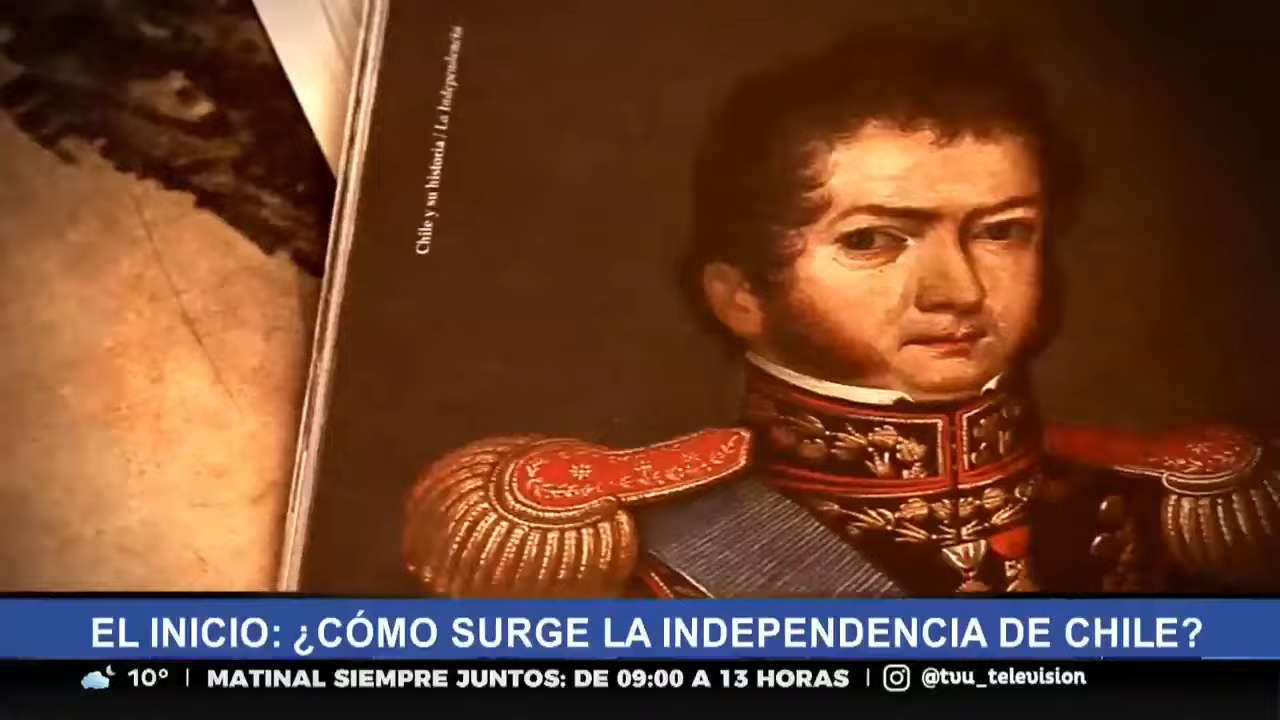 Chile y su historia / La Independencia
EL INICIO: ¿CÓMO SURGE LA INDEPENDENCIA DE CHILE?
10° | MATINAL SIEMPRE JUNTOS: DE 09:00 A 13 HORAS | @tvu_television